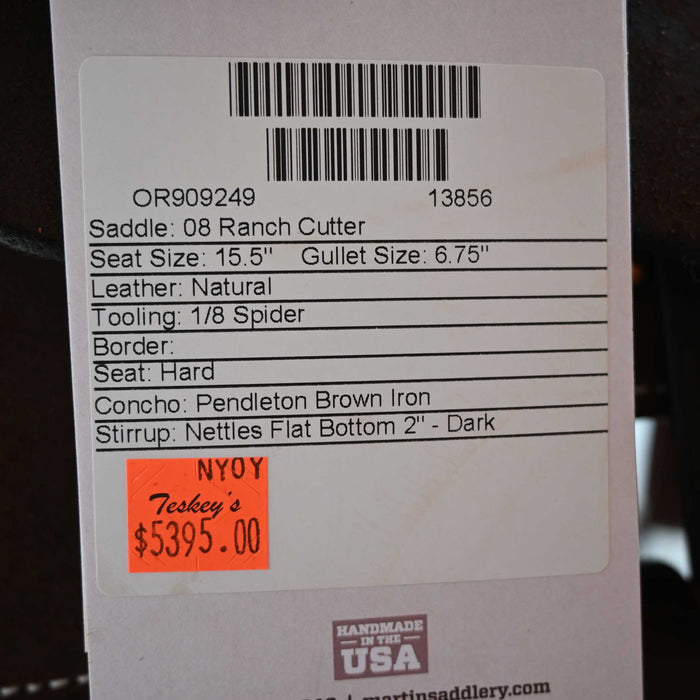 OR909249 13856
Saddle: 08 Ranch Cutter
Seat Size: 15.5" Gullet Size: 6.75"
Leather: Natural
Tooling: 1/8 Spider
Border:
Seat: Hard
Concho: Pendleton Brown Iron
Stirrup: Nettles Flat Bottom 2" - Dark
NYOY
Teskey's
$5395.00
HANDMADE
IN THE
USA
| martinsaddlery.com